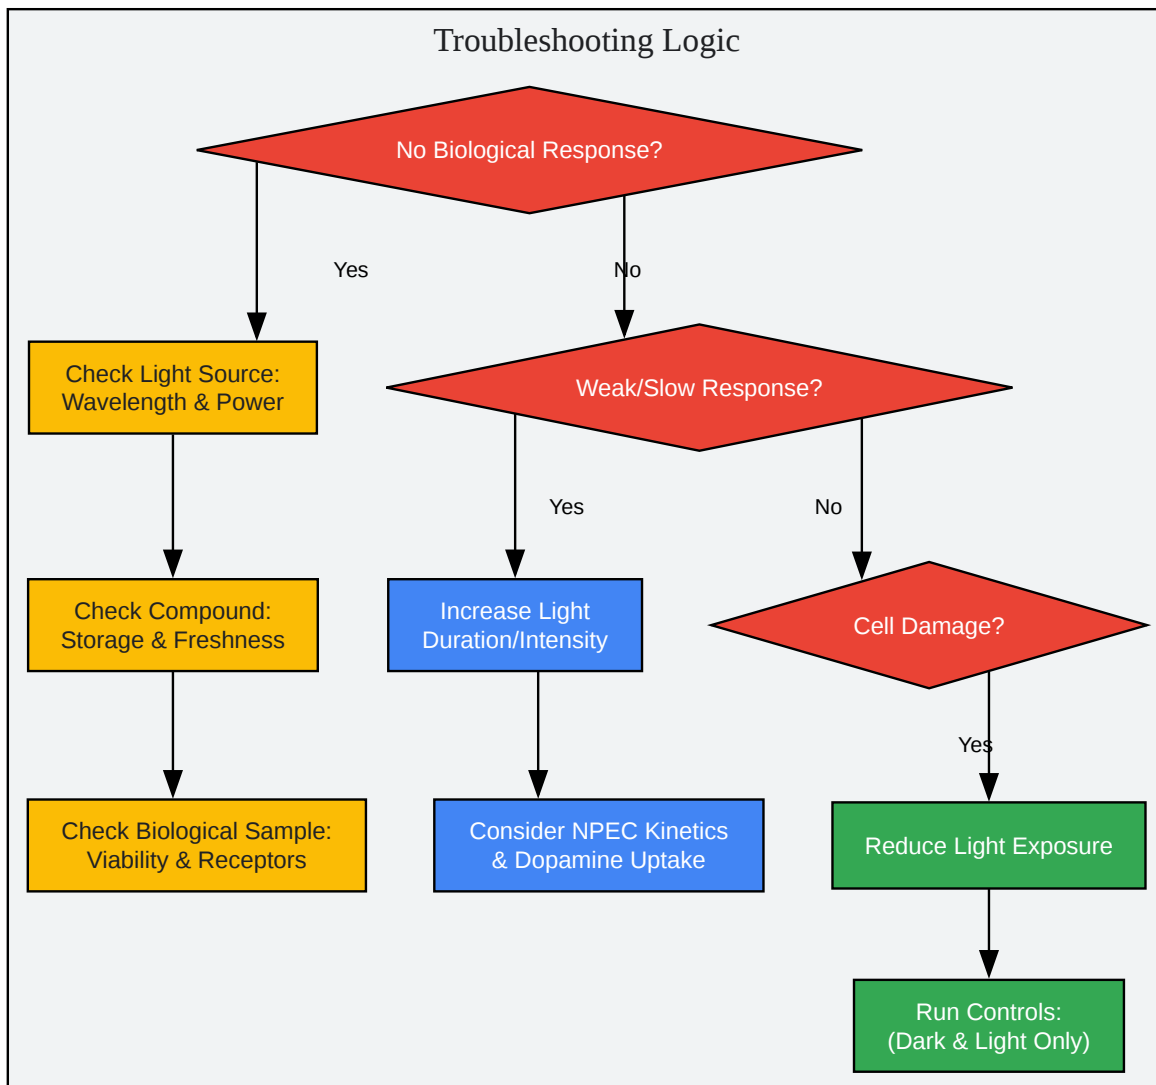 Troubleshooting Logic
No Biological Response?
Yes
No
Check Light Source:
Wavelength & Power
Weak/Slow Response?
Yes
No
Check Compound:
Storage & Freshness
Increase Light
Duration/Intensity
Cell Damage?
Yes
Check Biological Sample:
Viability & Receptors
Consider NPEC Kinetics
& Dopamine Uptake
Reduce Light Exposure
Run Controls:
(Dark & Light Only)